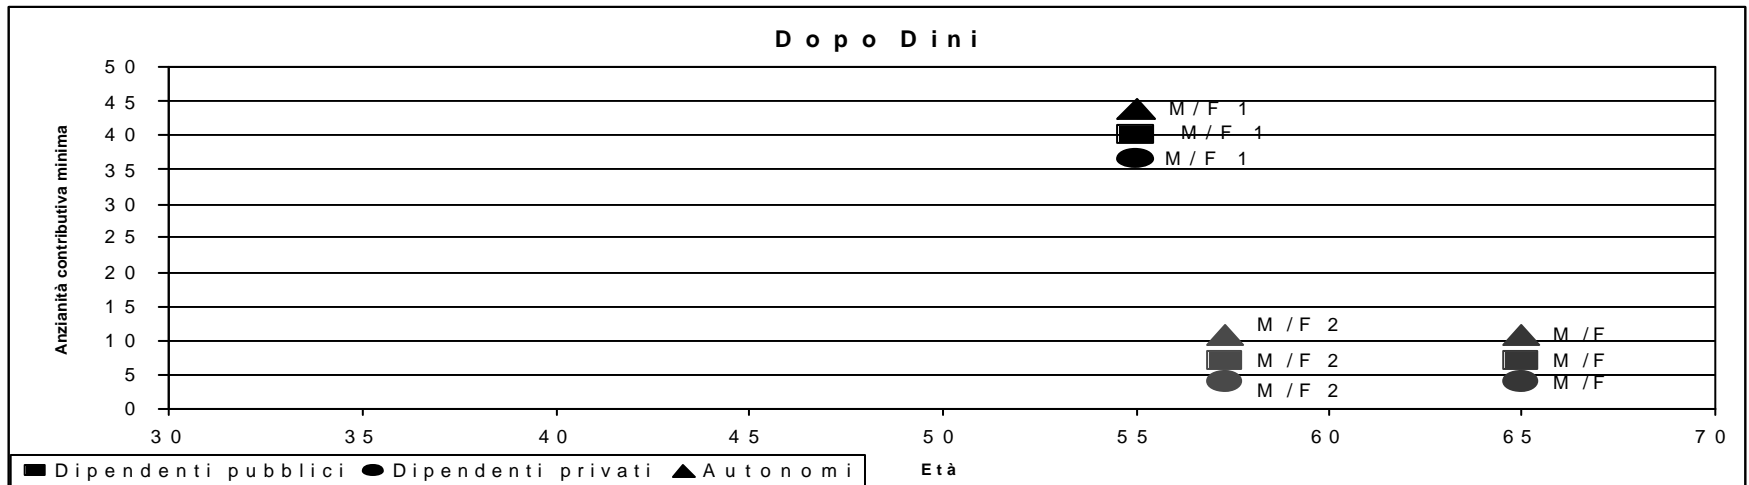 Dopo Dini
50
45
40
35
30
25
20
15
10
5
0
Anzianità contributiva minima
M/F 1
M/F 1
M/F 1
M/F 2
M/F 2
M/F 2
M/F
M/F
M/F
30 35 40 45 50 55 60 65 70
Età
Dipendenti pubblici Dipendenti privati Autonomi